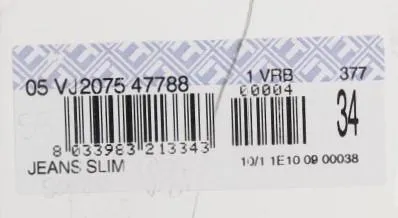 05 VJ2075 47788 1 VRB 377
00004
34
8 033983 213343
JEANS SLIM 10/1 1E10 09 00038